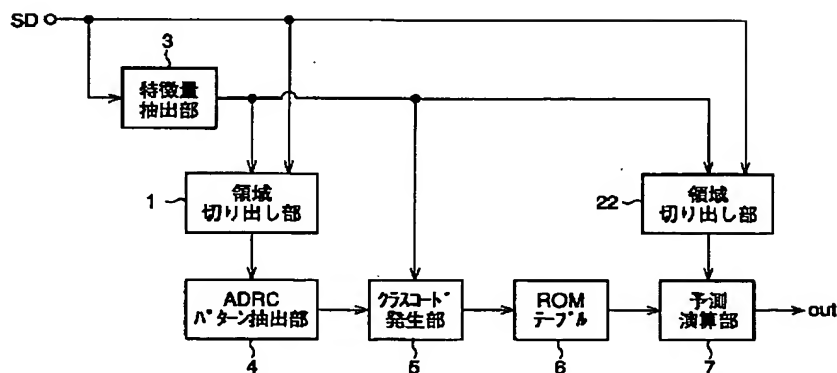 SD
3
特徴量
抽出部
1
領域
切り出し部
22
領域
切り出し部
ADRC
パターン抽出部
クラスコード
発生部
ROM
テーブル
予測
演算部
out
4
5
6
7